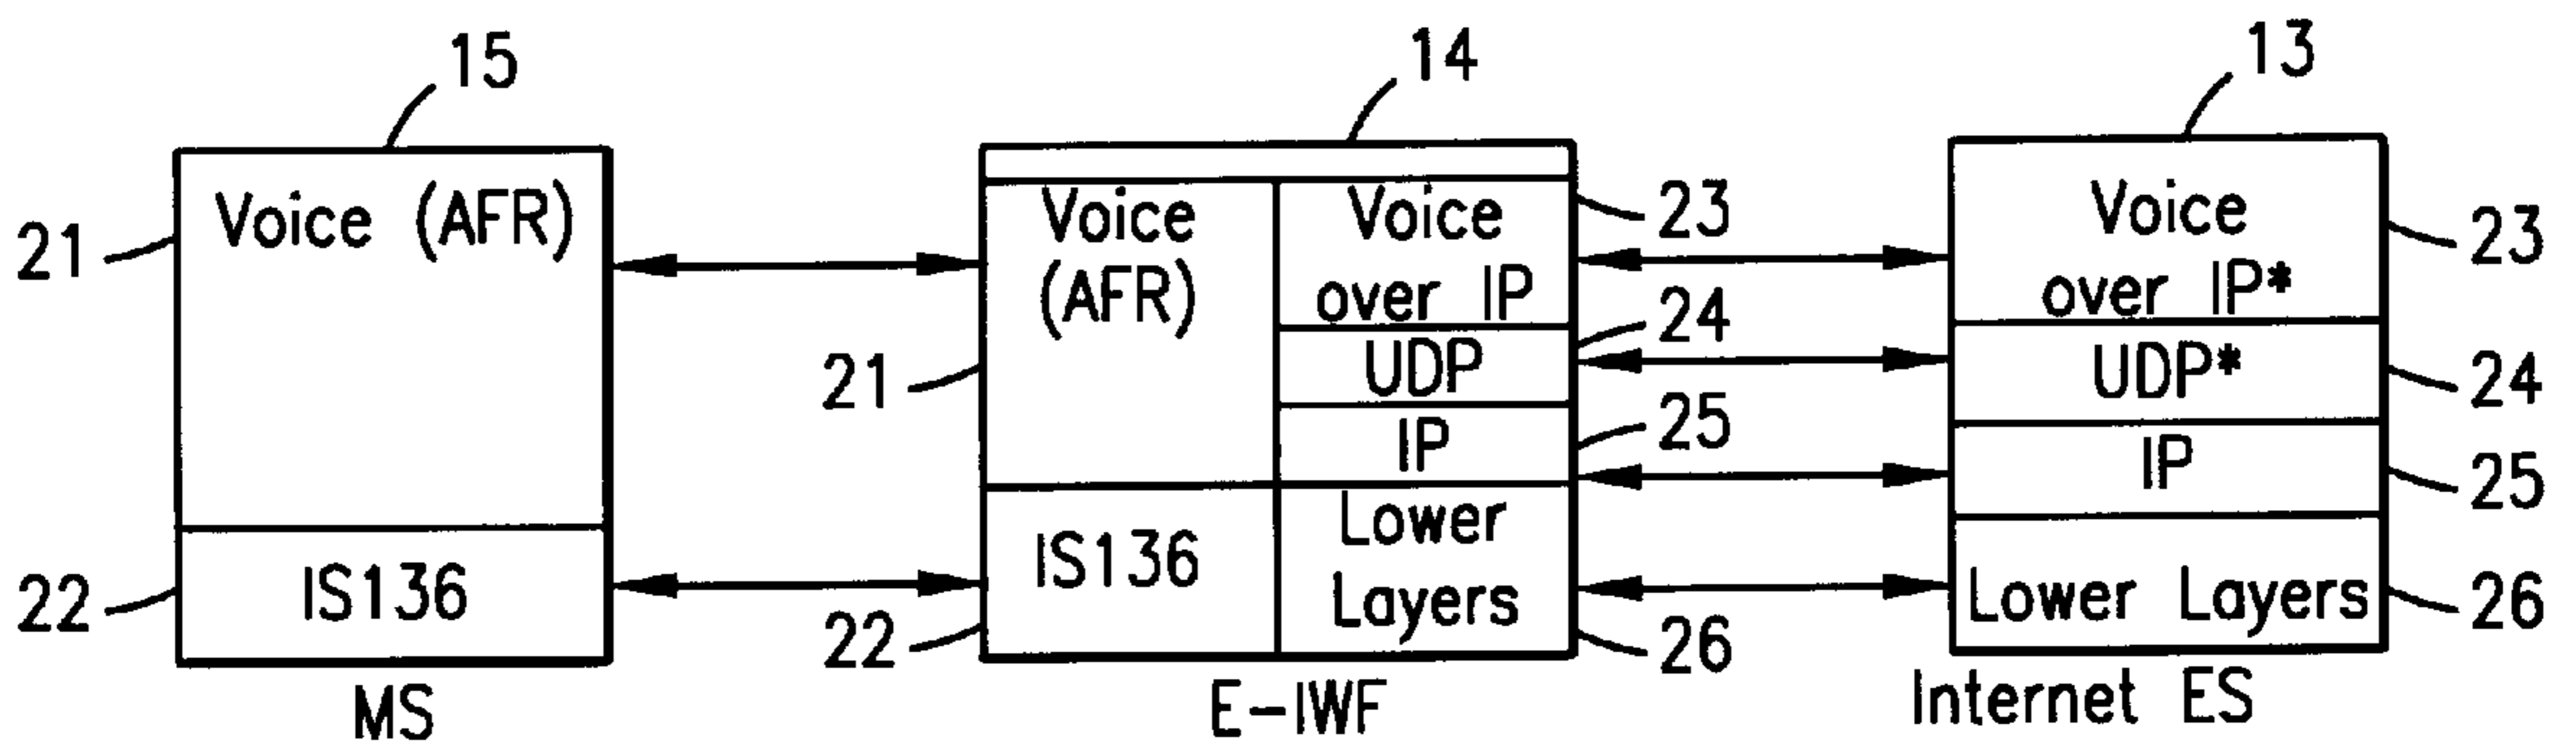 15
14
13
Voice (AFR)
21
22
IS136
MS
Voice
(AFR)
21
IS136
22
Voice
over IP
UDP
IP
Lower
Layers
23
24
25
26
E-IWF
Voice
over IP*
UDP*
IP
Lower Layers
23
24
25
26
Internet ES